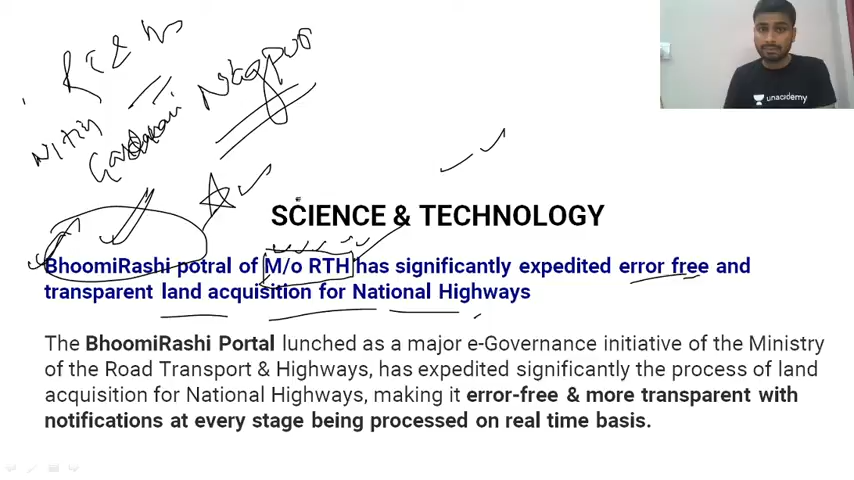 RT & H
Nagpur
Nitin
Gadkari
unacademy
SCIENCE & TECHNOLOGY
BhoomiRashi potral of M/o RTH has significantly expedited error free and
transparent land acquisition for National Highways
The BhoomiRashi Portal lunched as a major e-Governance initiative of the Ministry
of the Road Transport & Highways, has expedited significantly the process of land
acquisition for National Highways, making it error-free & more transparent with
notifications at every stage being processed on real time basis.